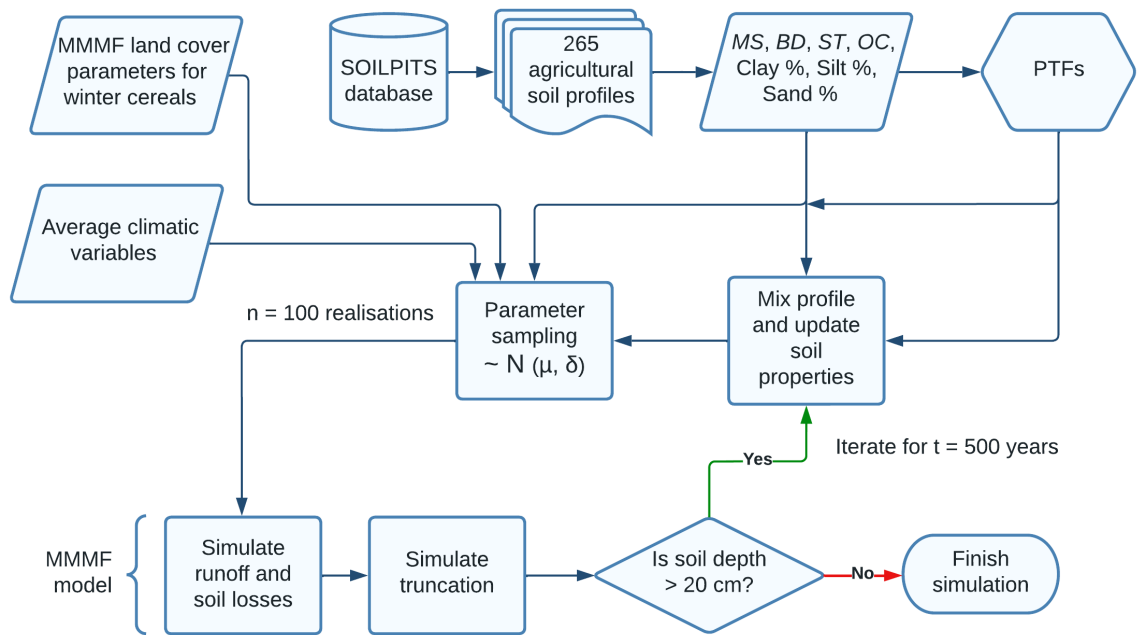 MMMF land cover
parameters for
winter cereals
SOILPITS
database
265
agricultural
soil profiles
MS, BD, ST, OC,
Clay %, Silt %,
Sand %
PTFs
Average climatic
variables
n = 100 realisations
Parameter
sampling
~ N (μ, δ)
Mix profile
and update
soil
properties
Iterate for t = 500 years
Yes
MMMF
model
Simulate
runoff and
soil losses
Simulate
truncation
Is soil depth
> 20 cm?
No
Finish
simulation